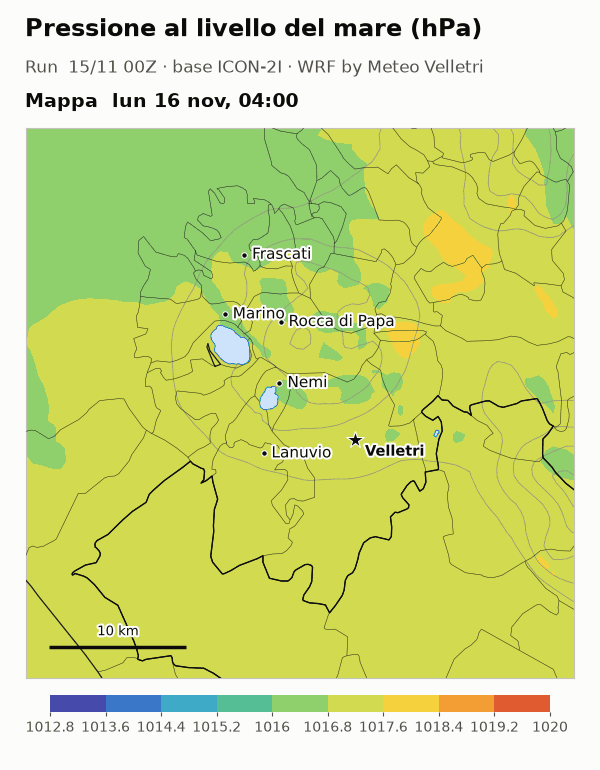 Pressione al livello del mare (hPa)
Run  15/11 00Z · base ICON-2I · WRF by Meteo Velletri
Mappa  lun 16 nov, 04:00
Frascati
Marino
Rocca di Papa
Nemi
Velletri
Lanuvio
10 km
1012.8 1013.6 1014.4 1015.2 1016 1016.8 1017.6 1018.4 1019.2 1020